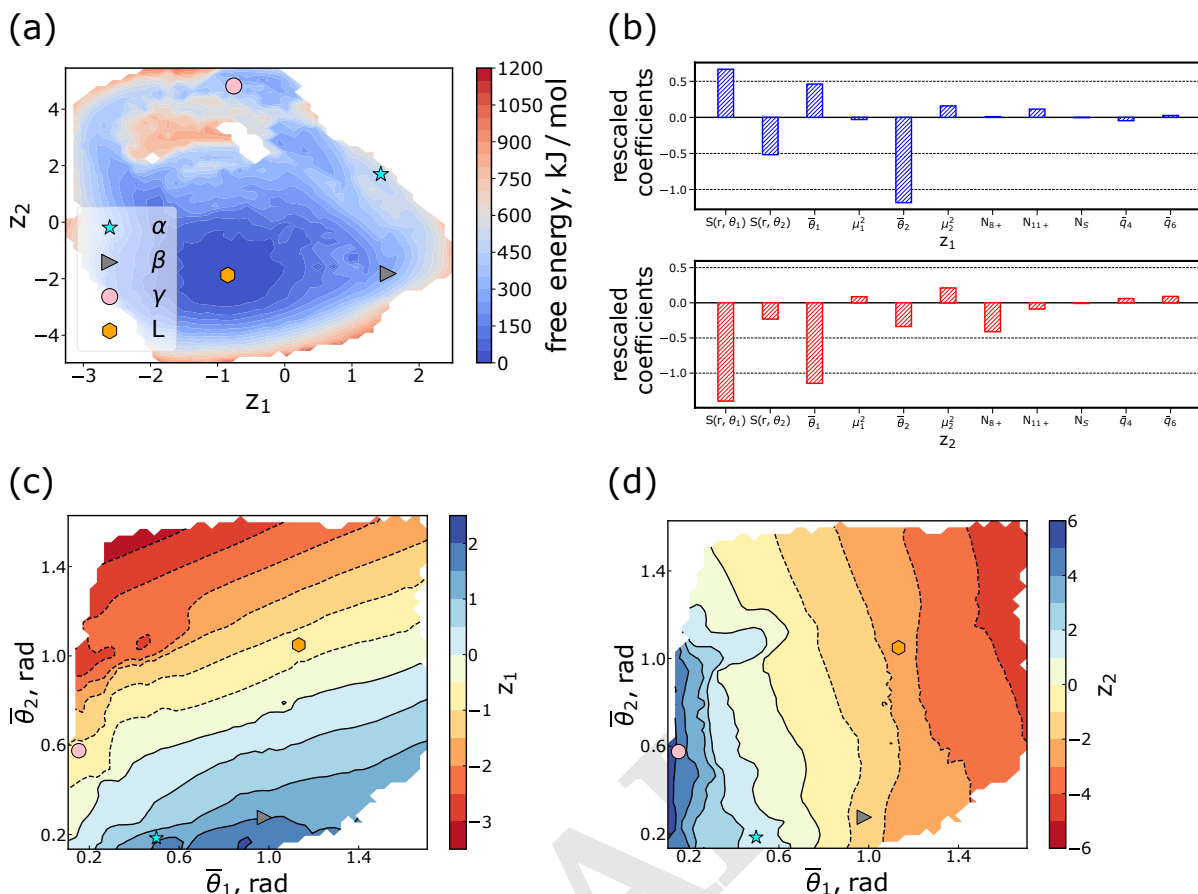 (a)
4
2
0
−2
−4
z2
−3
−2
−1
0
1
2
z1
α
β
γ
L
1200
1050
900
750
600
450
300
150
0
free energy, kJ/mol
(b)
rescaled
coefficients
0.5
0.0
−0.5
−1.0
S(r, θ1)
S(r, θ2)
θ̅1
μ1²
θ̅2
μ2²
N8+
N11+
NS
q̄4
q̄6
z1
rescaled
coefficients
0.5
0.0
−0.5
−1.0
S(r, θ1)
S(r, θ2)
θ̅1
μ1²
θ̅2
μ2²
N8+
N11+
NS
q̄4
q̄6
z2
(c)
θ̅2, rad
1.4
1.0
0.6
0.2
0.2
0.6
1.0
1.4
θ̅1, rad
2
1
0
−1
−2
−3
z1
(d)
θ̅2, rad
1.4
1.0
0.6
0.2
0.2
0.6
1.0
1.4
θ̅1, rad
6
4
2
0
−2
−4
−6
z2